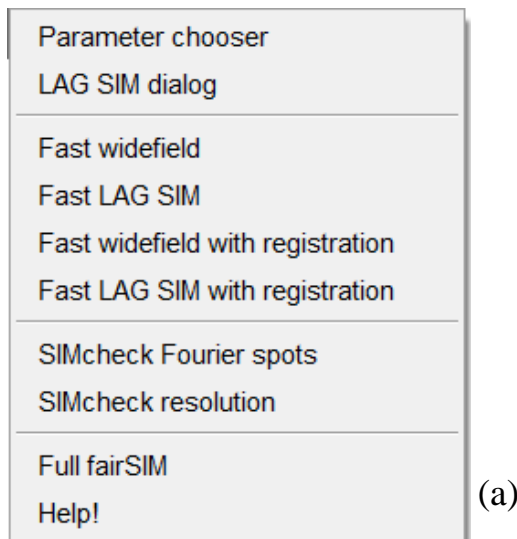 Parameter chooser
LAG SIM dialog
Fast widefield
Fast LAG SIM
Fast widefield with registration
Fast LAG SIM with registration
SIMcheck Fourier spots
SIMcheck resolution
Full fairSIM
Help!
(a)